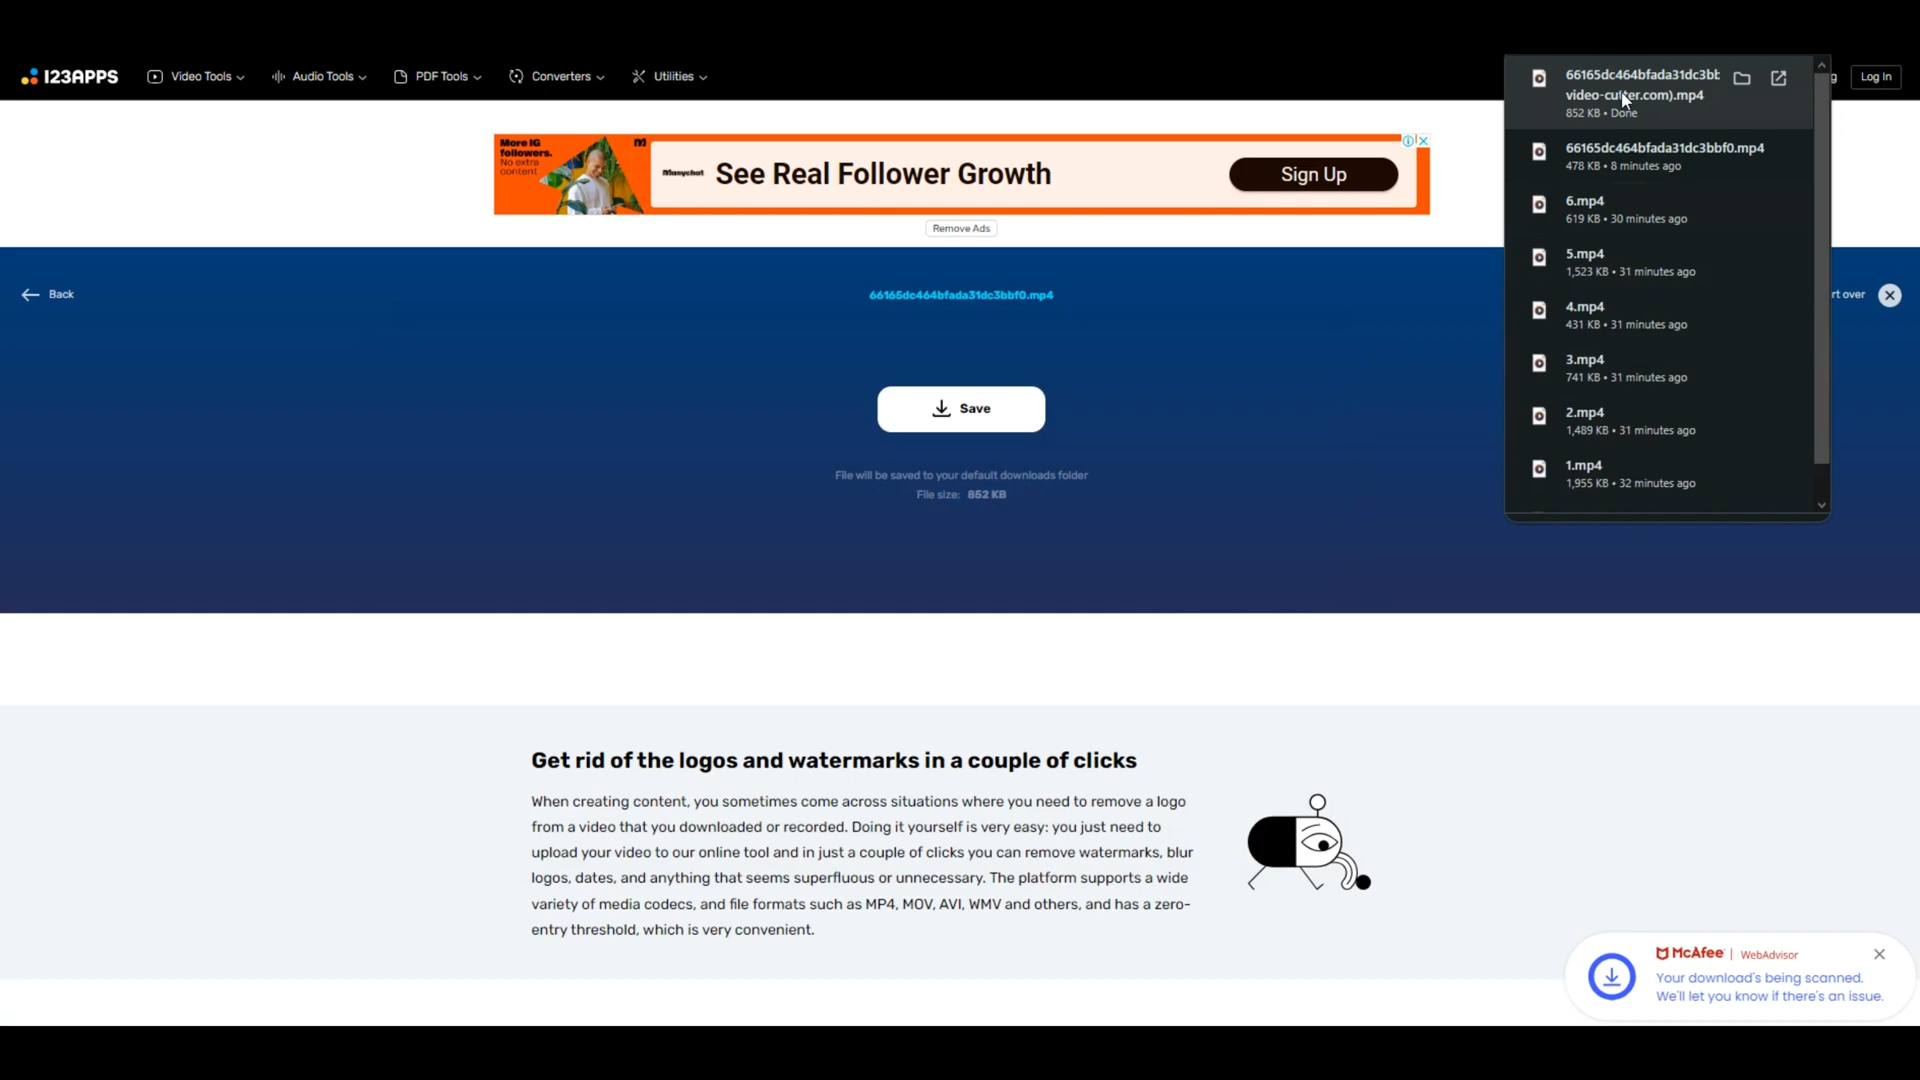 123APPS
Video Tools
Audio Tools
PDF Tools
Converters
Utilities
g
Log In
66165dc464bfada31dc3bb
video-cutter.com).mp4
852 KB • Done
66165dc464bfada31dc3bbf0.mp4
478 KB • 8 minutes ago
6.mp4
619 KB • 30 minutes ago
5.mp4
1,523 KB • 31 minutes ago
4.mp4
431 KB • 31 minutes ago
3.mp4
741 KB • 31 minutes ago
2.mp4
1,489 KB • 31 minutes ago
1.mp4
1,955 KB • 32 minutes ago
More IG
followers.
No extra
content
Manychat
See Real Follower Growth
Sign Up
Remove Ads
Back
66165dc464bfada31dc3bbf0.mp4
rt over
Save
File will be saved to your default downloads folder
File size: 852 KB
Get rid of the logos and watermarks in a couple of clicks
When creating content, you sometimes come across situations where you need to remove a logo
from a video that you downloaded or recorded. Doing it yourself is very easy: you just need to
upload your video to our online tool and in just a couple of clicks you can remove watermarks, blur
logos, dates, and anything that seems superfluous or unnecessary. The platform supports a wide
variety of media codecs, and file formats such as MP4, MOV, AVI, WMV and others, and has a zero-
entry threshold, which is very convenient.
McAfee | WebAdvisor
Your download's being scanned.
We'll let you know if there's an issue.